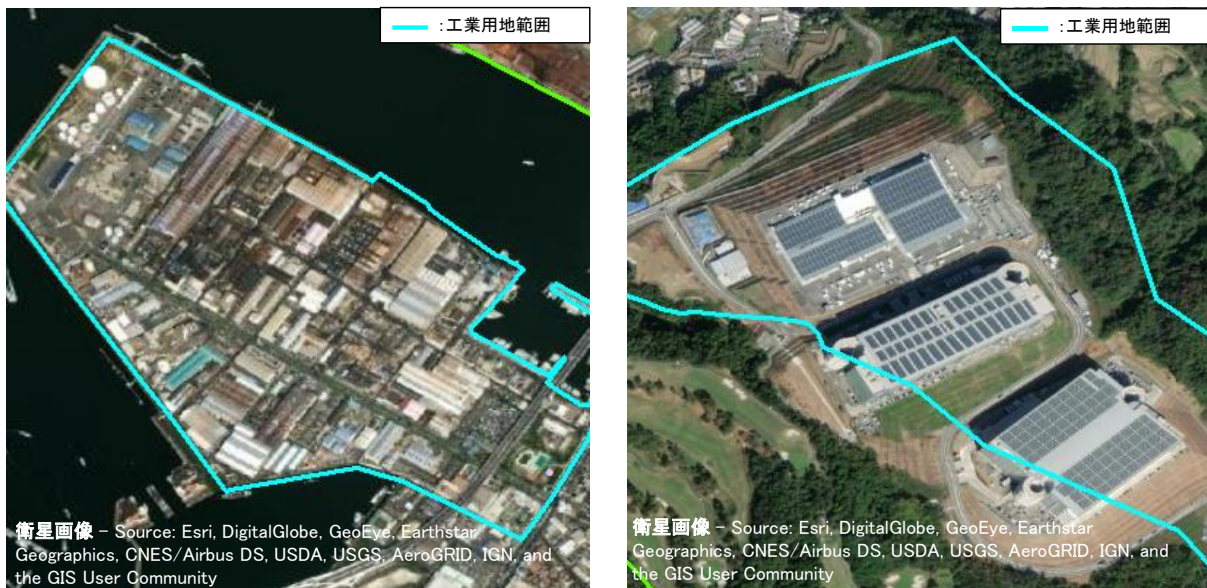 :工業用地範囲
衛星画像 – Source: Esri, DigitalGlobe, GeoEye, Earthstar
Geographics, CNES/Airbus DS, USDA, USGS, AeroGRID, IGN, and
the GIS User Community
:工業用地範囲
衛星画像 – Source: Esri, DigitalGlobe, GeoEye, Earthstar
Geographics, CNES/Airbus DS, USDA, USGS, AeroGRID, IGN, and
the GIS User Community